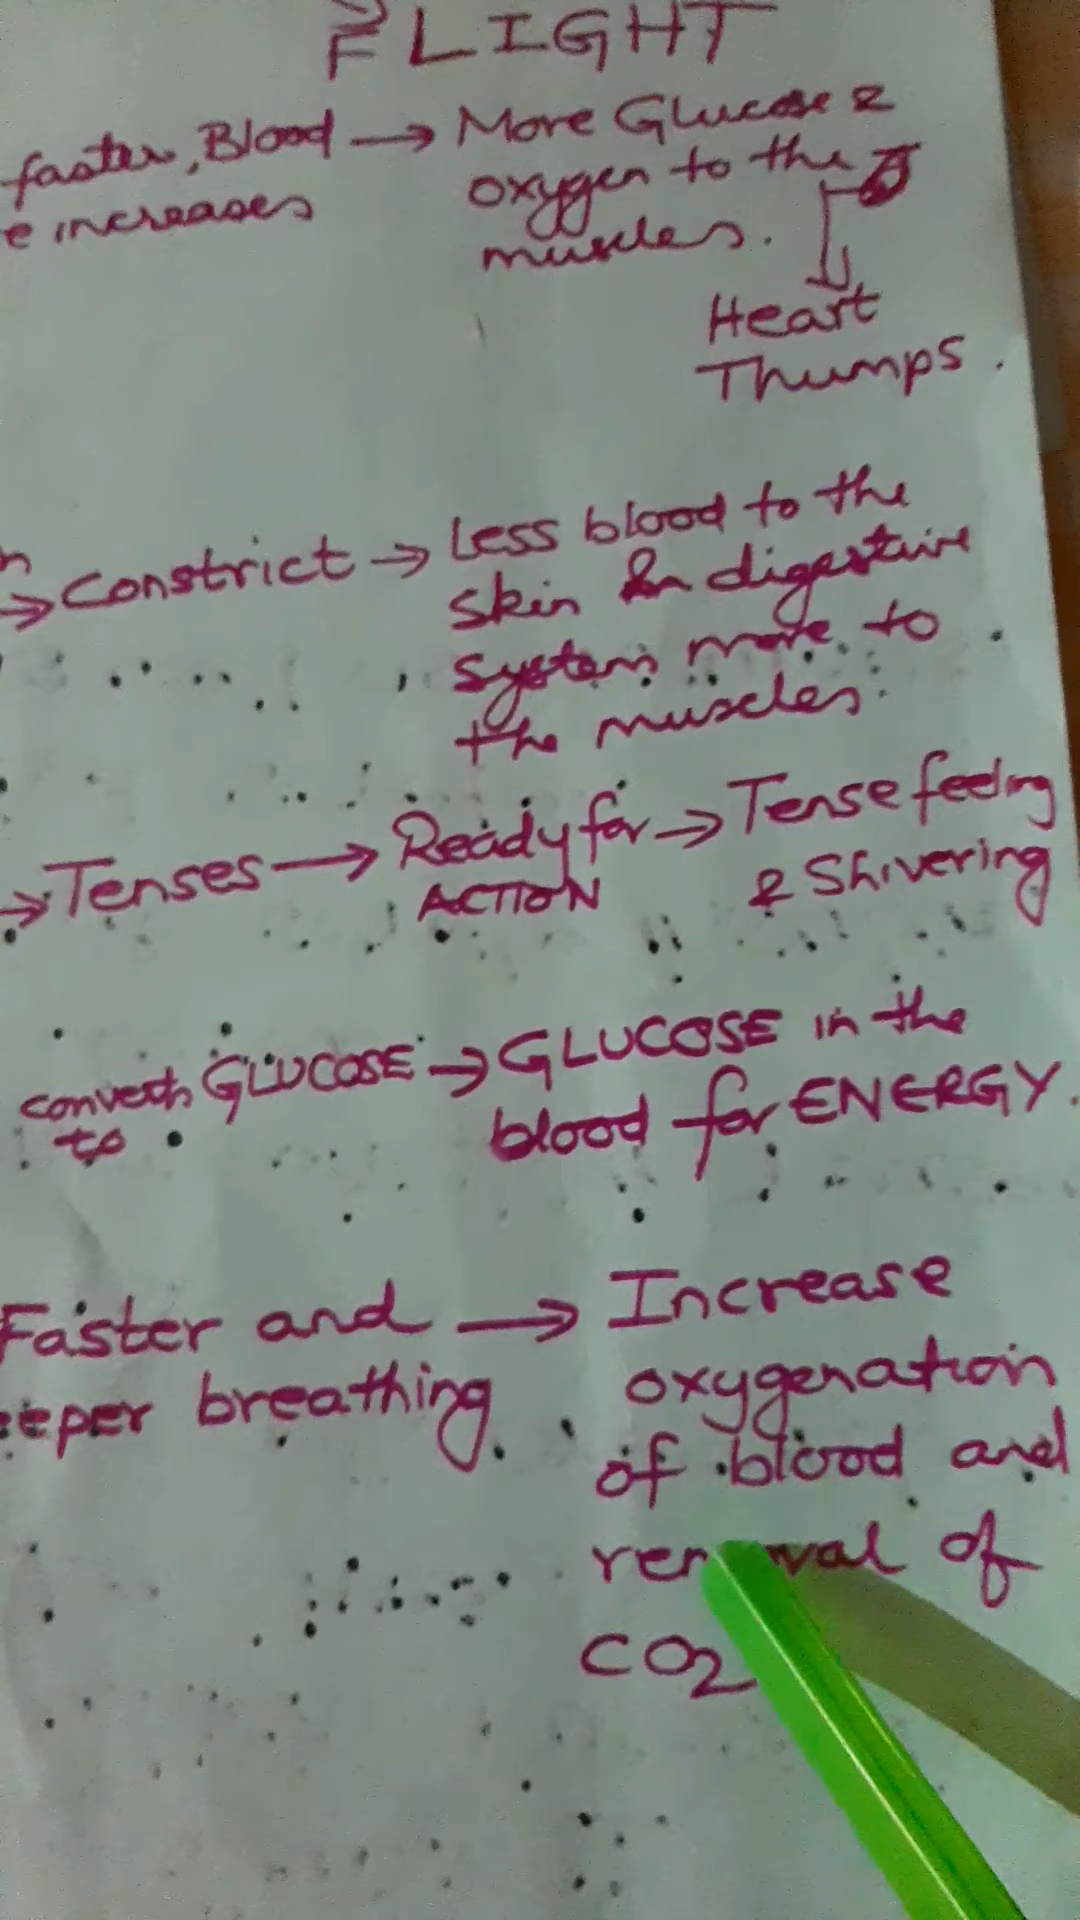 FLIGHT
faster, Blood → More Glucose &
e increases oxygen to the
muscles.
Heart
Thumps.
n
→ Constrict → Less blood to the
skin & digestive
system more to
the muscles.
→ Tenses → Ready for → Tense feeling
ACTION & Shivering
converts GLUCOSE → GLUCOSE in the
to blood for ENERGY.
Faster and → Increase
eeper breathing. oxygenation
of blood and
removal of
CO2